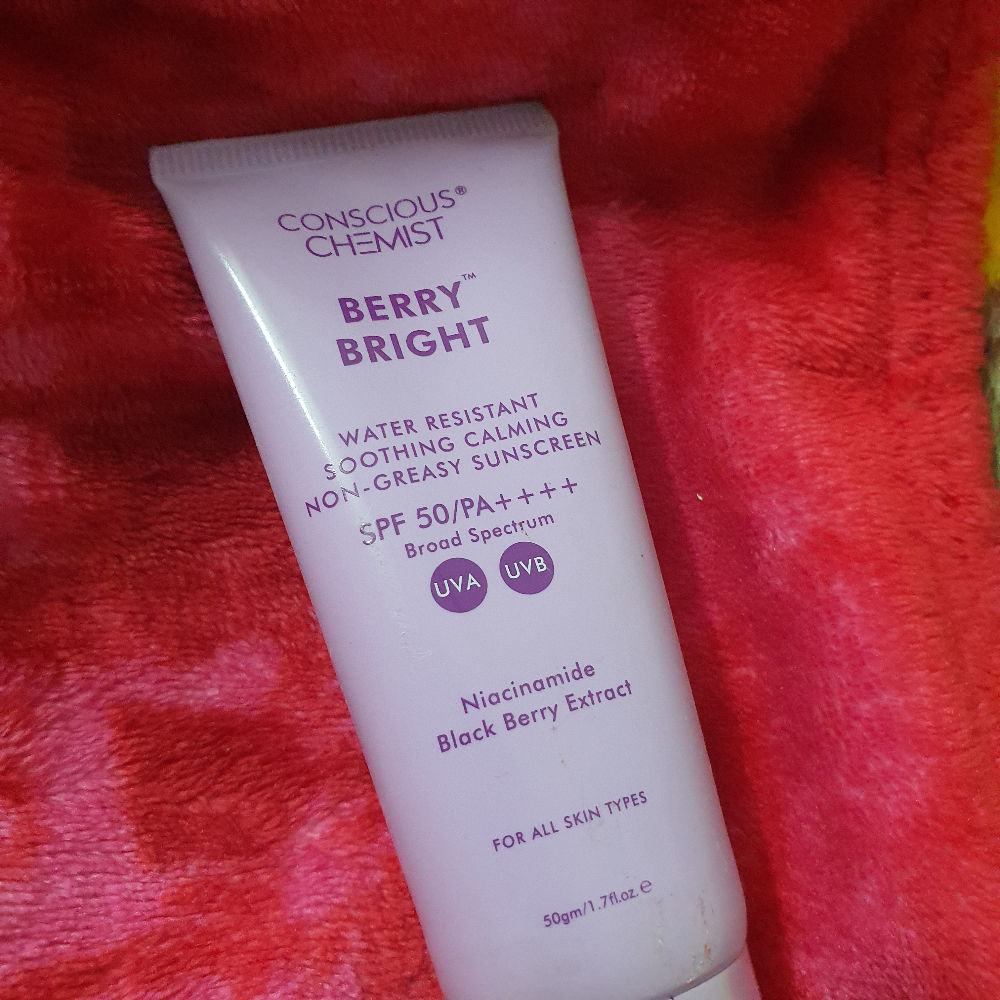 CONSCIOUS®
CHEMIST
BERRY™
BRIGHT
WATER RESISTANT
SOOTHING CALMING
NON-GREASY SUNSCREEN
SPF 50/PA++++
Broad Spectrum
UVA UVB
Niacinamide
Black Berry Extract
FOR ALL SKIN TYPES
50gm/1.7fl.oz.℮